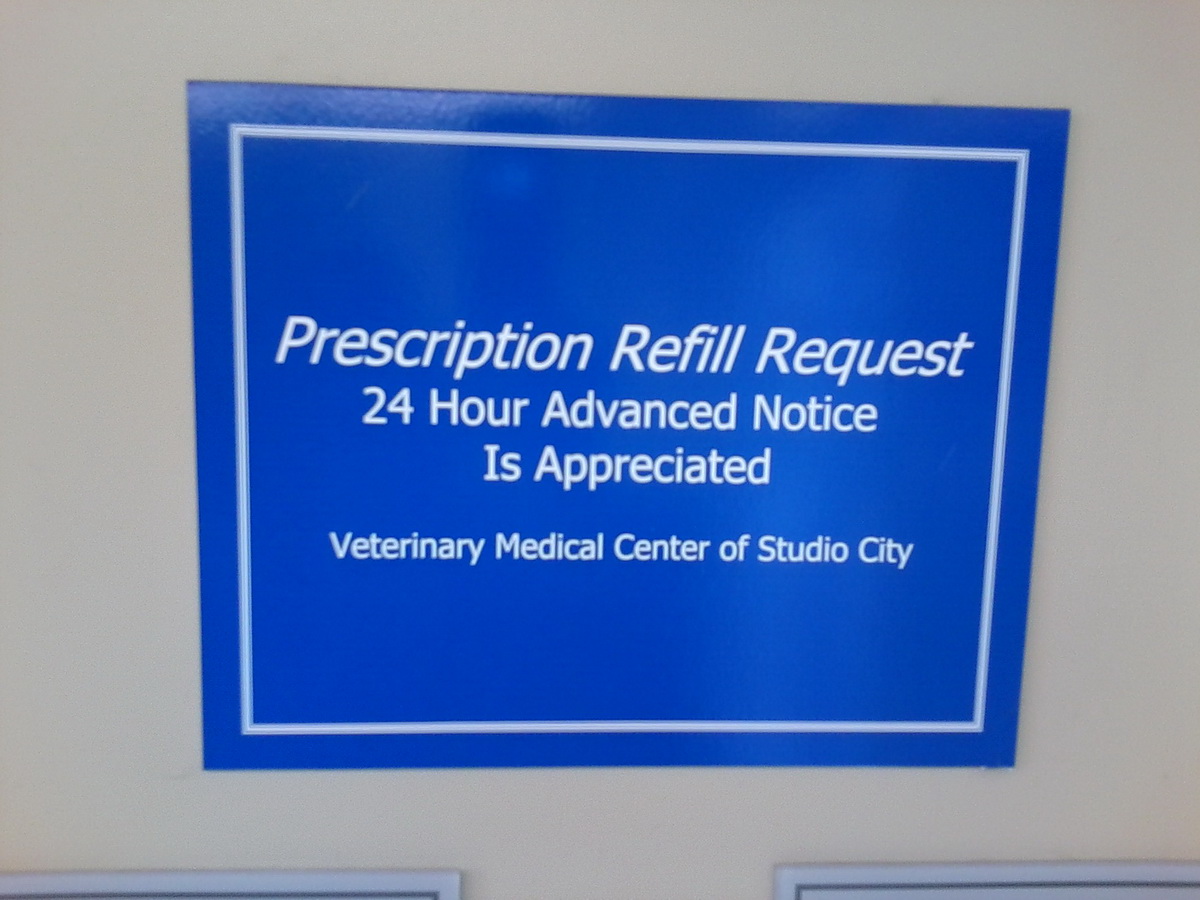 Prescription Refill Request
24 Hour Advanced Notice
Is Appreciated
Veterinary Medical Center of Studio City